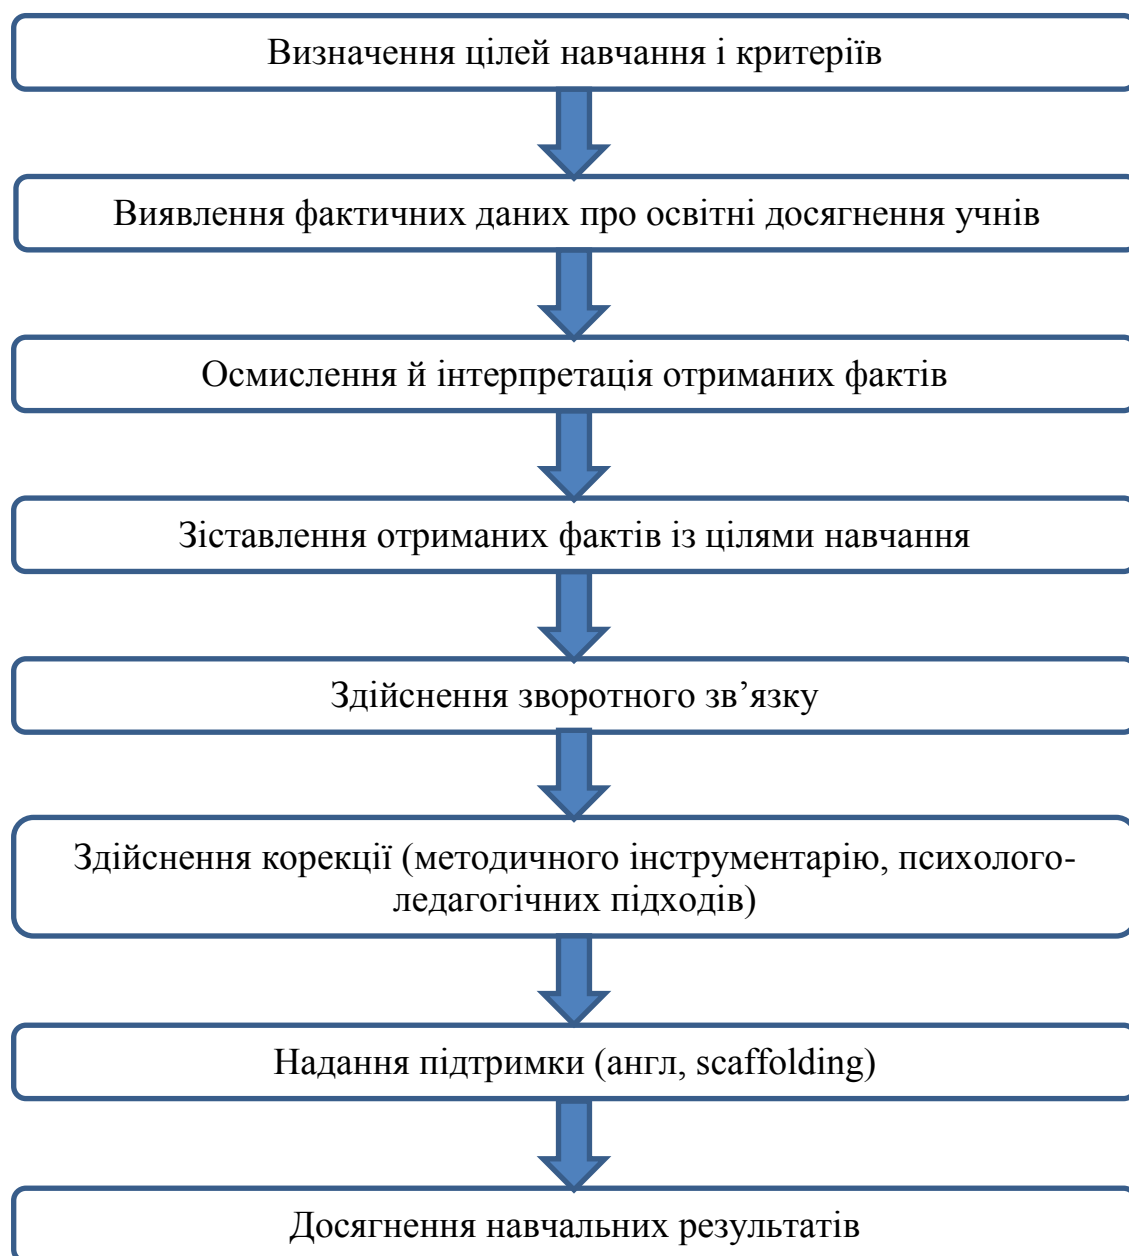 Визначення цілей навчання і критеріїв
Виявлення фактичних даних про освітні досягнення учнів
Осмислення й інтерпретація отриманих фактів
Зіставлення отриманих фактів із цілями навчання
Здійснення зворотного зв’язку
Здійснення корекції (методичного інструментарію, психолого-
ледагогічних підходів)
Надання підтримки (англ, scaffolding)
Досягнення навчальних результатів